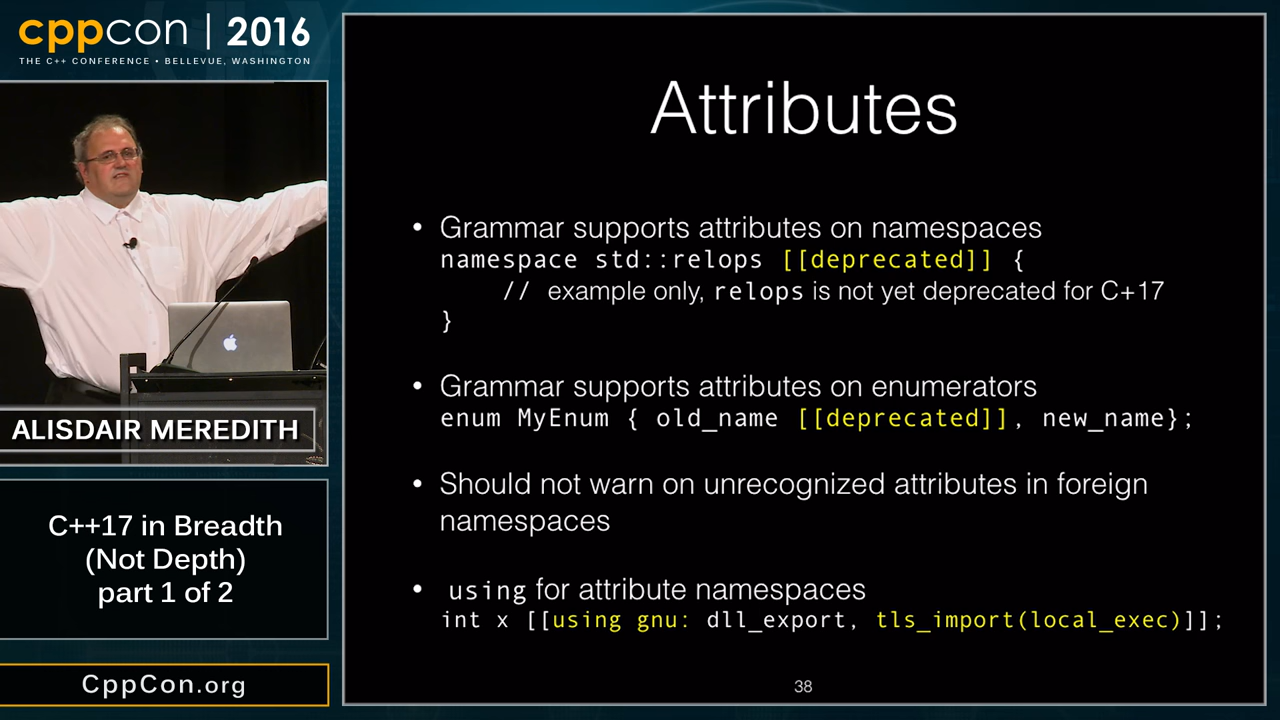 cppcon | 2016
THE C++ CONFERENCE • BELLEVUE, WASHINGTON
ALISDAIR MEREDITH
C++17 in Breadth
(Not Depth)
part 1 of 2
CppCon.org
Attributes
• Grammar supports attributes on namespaces
namespace std::relops [[deprecated]] {
// example only, relops is not yet deprecated for C+17
}
• Grammar supports attributes on enumerators
enum MyEnum { old_name [[deprecated]], new_name};
• Should not warn on unrecognized attributes in foreign
namespaces
• using for attribute namespaces
int x [[using gnu: dll_export, tls_import(local_exec)]];
38